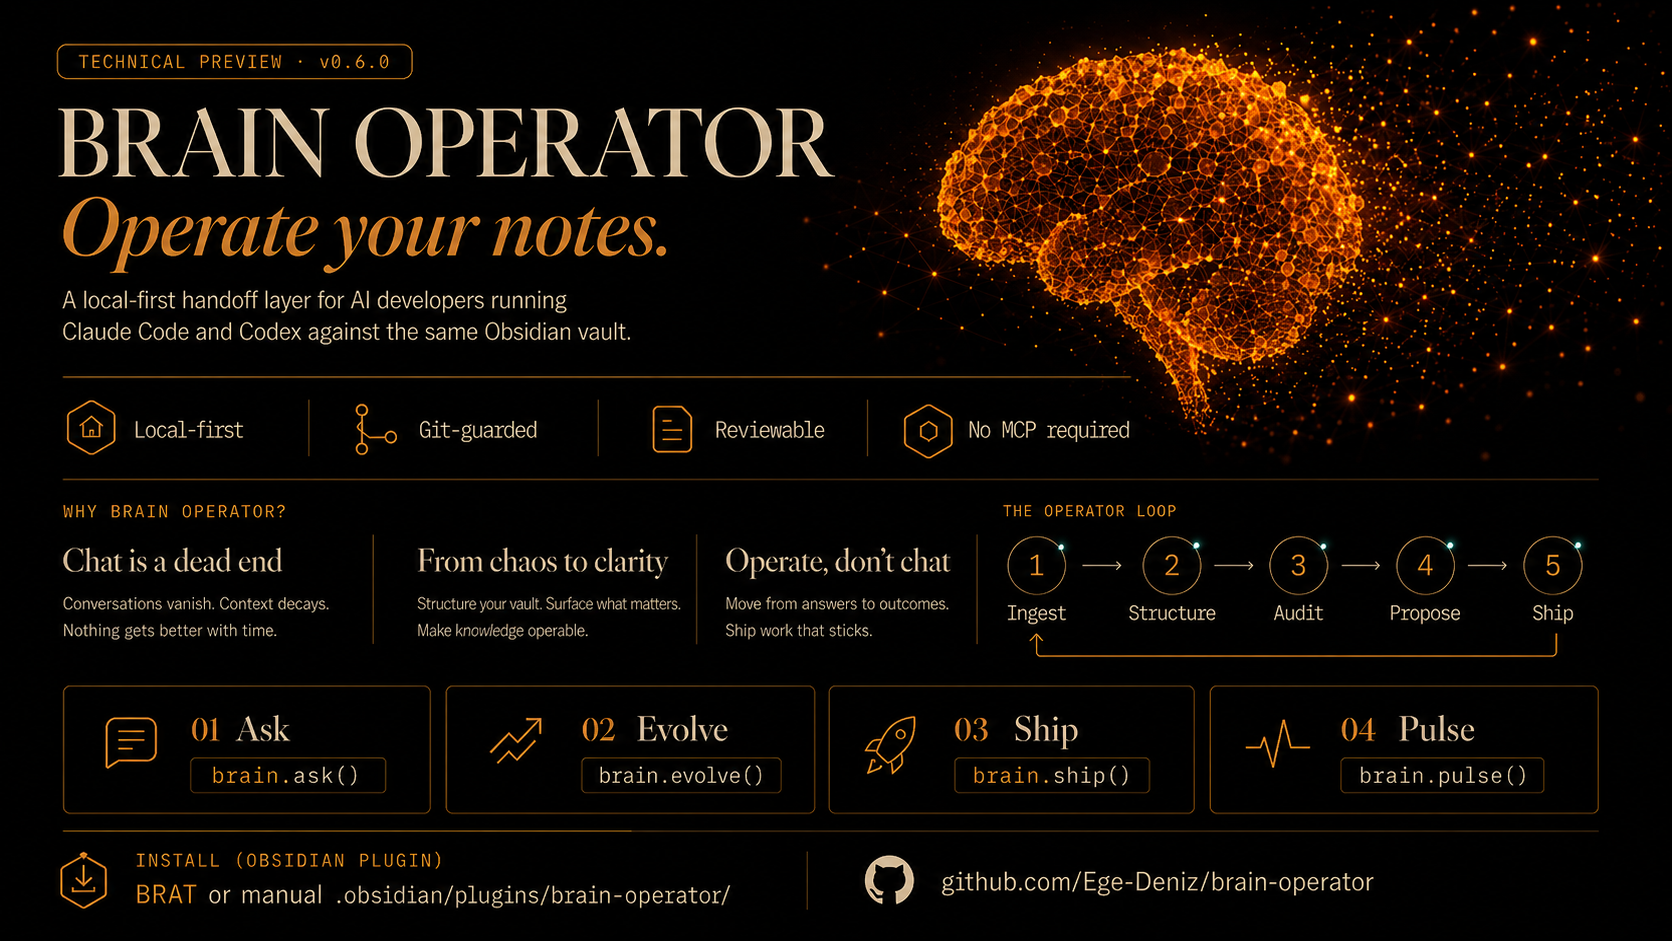 TECHNICAL PREVIEW · v0.6.0
BRAIN OPERATOR
Operate your notes.
A local-first handoff layer for AI developers running
Claude Code and Codex against the same Obsidian vault.
Local-first
Git-guarded
Reviewable
No MCP required
WHY BRAIN OPERATOR?
Chat is a dead end
Conversations vanish. Context decays.
Nothing gets better with time.
From chaos to clarity
Structure your vault. Surface what matters.
Make knowledge operable.
Operate, don't chat
Move from answers to outcomes.
Ship work that sticks.
THE OPERATOR LOOP
1
Ingest
2
Structure
3
Audit
4
Propose
5
Ship
01 Ask
brain.ask()
02 Evolve
brain.evolve()
03 Ship
brain.ship()
04 Pulse
brain.pulse()
INSTALL (OBSIDIAN PLUGIN)
BRAT or manual .obsidian/plugins/brain-operator/
github.com/Ege-Deniz/brain-operator